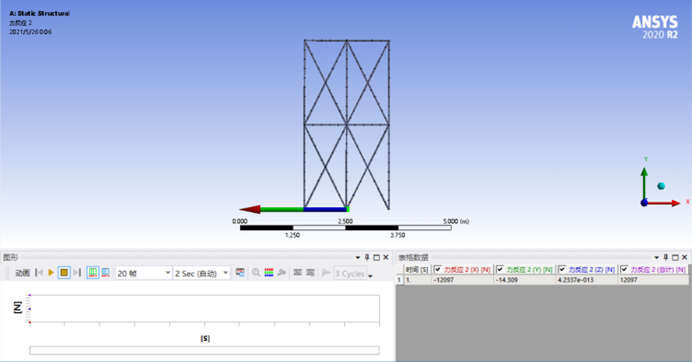 A: Static Structural
力反应 2
2021/5/26 0:06
ANSYS
2020 R2
Y
X
0.000
2.500
5.000 (m)
1.250
3.750
图形
动画
20 帧
2 Sec (自动)
3 Cycles
[N]
[S]
表格数据
时间 [S]
力反应 2 (X) [N]
力反应 2 (Y) [N]
力反应 2 (Z) [N]
力反应 2 (总计) [N]
1
1.
-12097
-14.309
4.2337e-013
12097